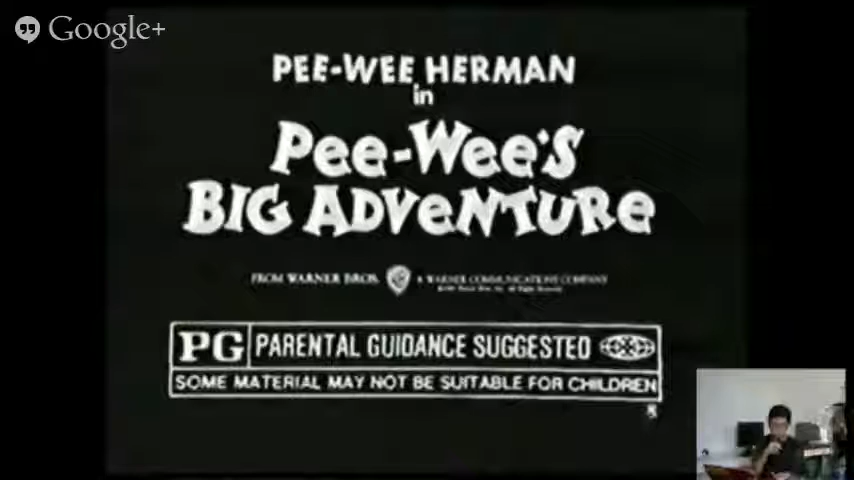 Google+
PEE-WEE HERMAN
in
Pee-Wee's
BIG ADVENTURE
FROM WARNER BROS. A WARNER COMMUNICATIONS COMPANY
PG PARENTAL GUIDANCE SUGGESTED
SOME MATERIAL MAY NOT BE SUITABLE FOR CHILDREN